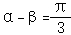 α-β = π/3